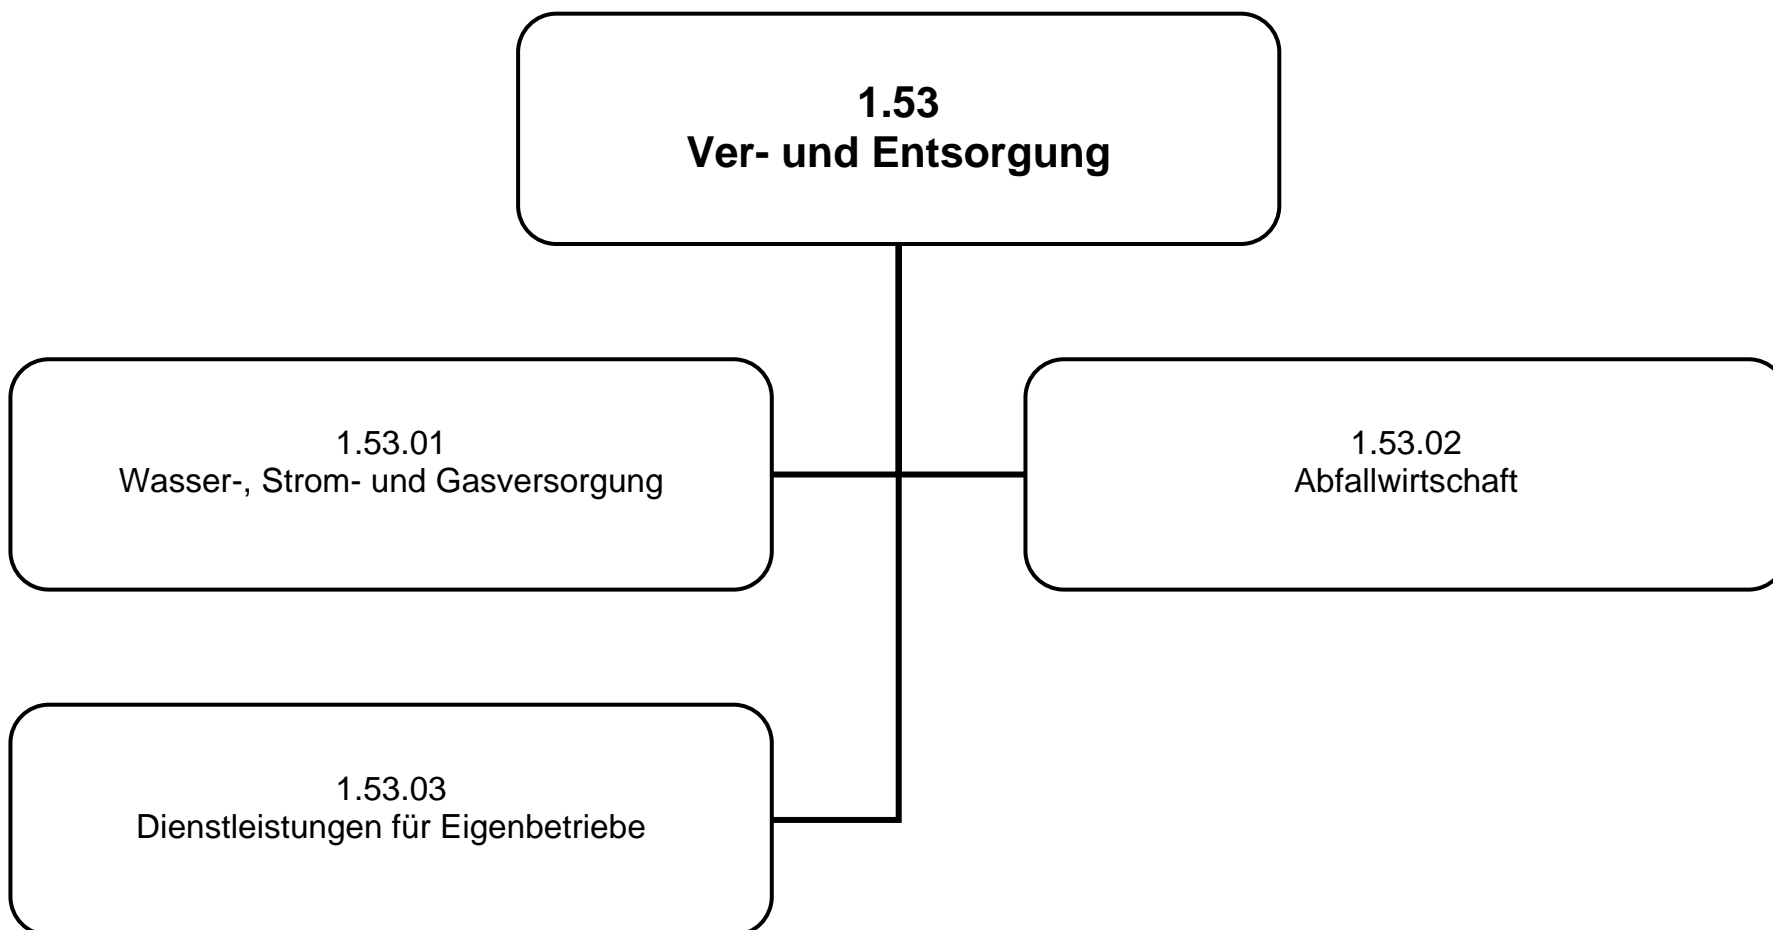 1.53
Ver- und Entsorgung
1.53.01
Wasser-, Strom- und Gasversorgung
1.53.02
Abfallwirtschaft
1.53.03
Dienstleistungen für Eigenbetriebe